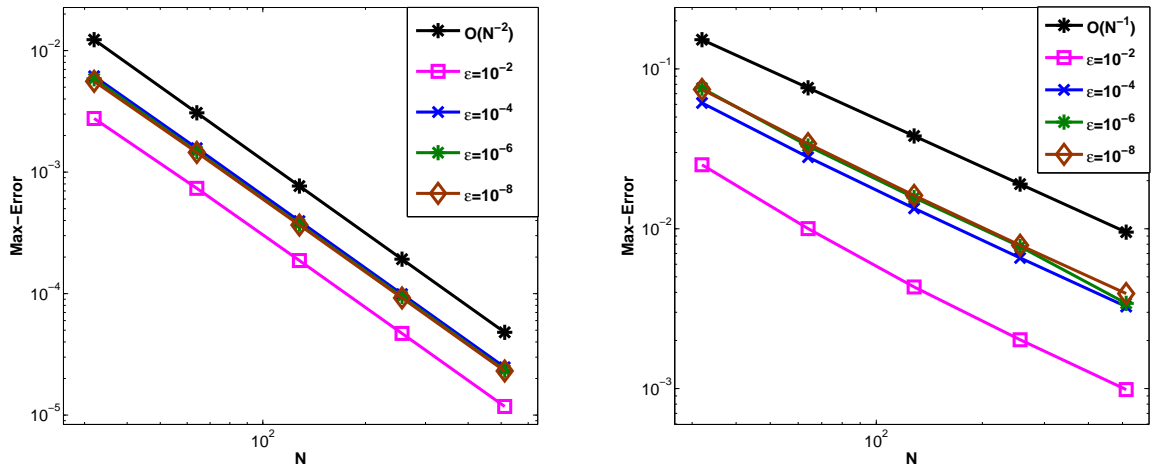 10⁻²
10⁻³
10⁻⁴
10⁻⁵
Max−Error
10²
N
O(N⁻²)
ε=10⁻²
ε=10⁻⁴
ε=10⁻⁶
ε=10⁻⁸
10⁻¹
10⁻²
10⁻³
Max−Error
10²
N
O(N⁻¹)
ε=10⁻²
ε=10⁻⁴
ε=10⁻⁶
ε=10⁻⁸